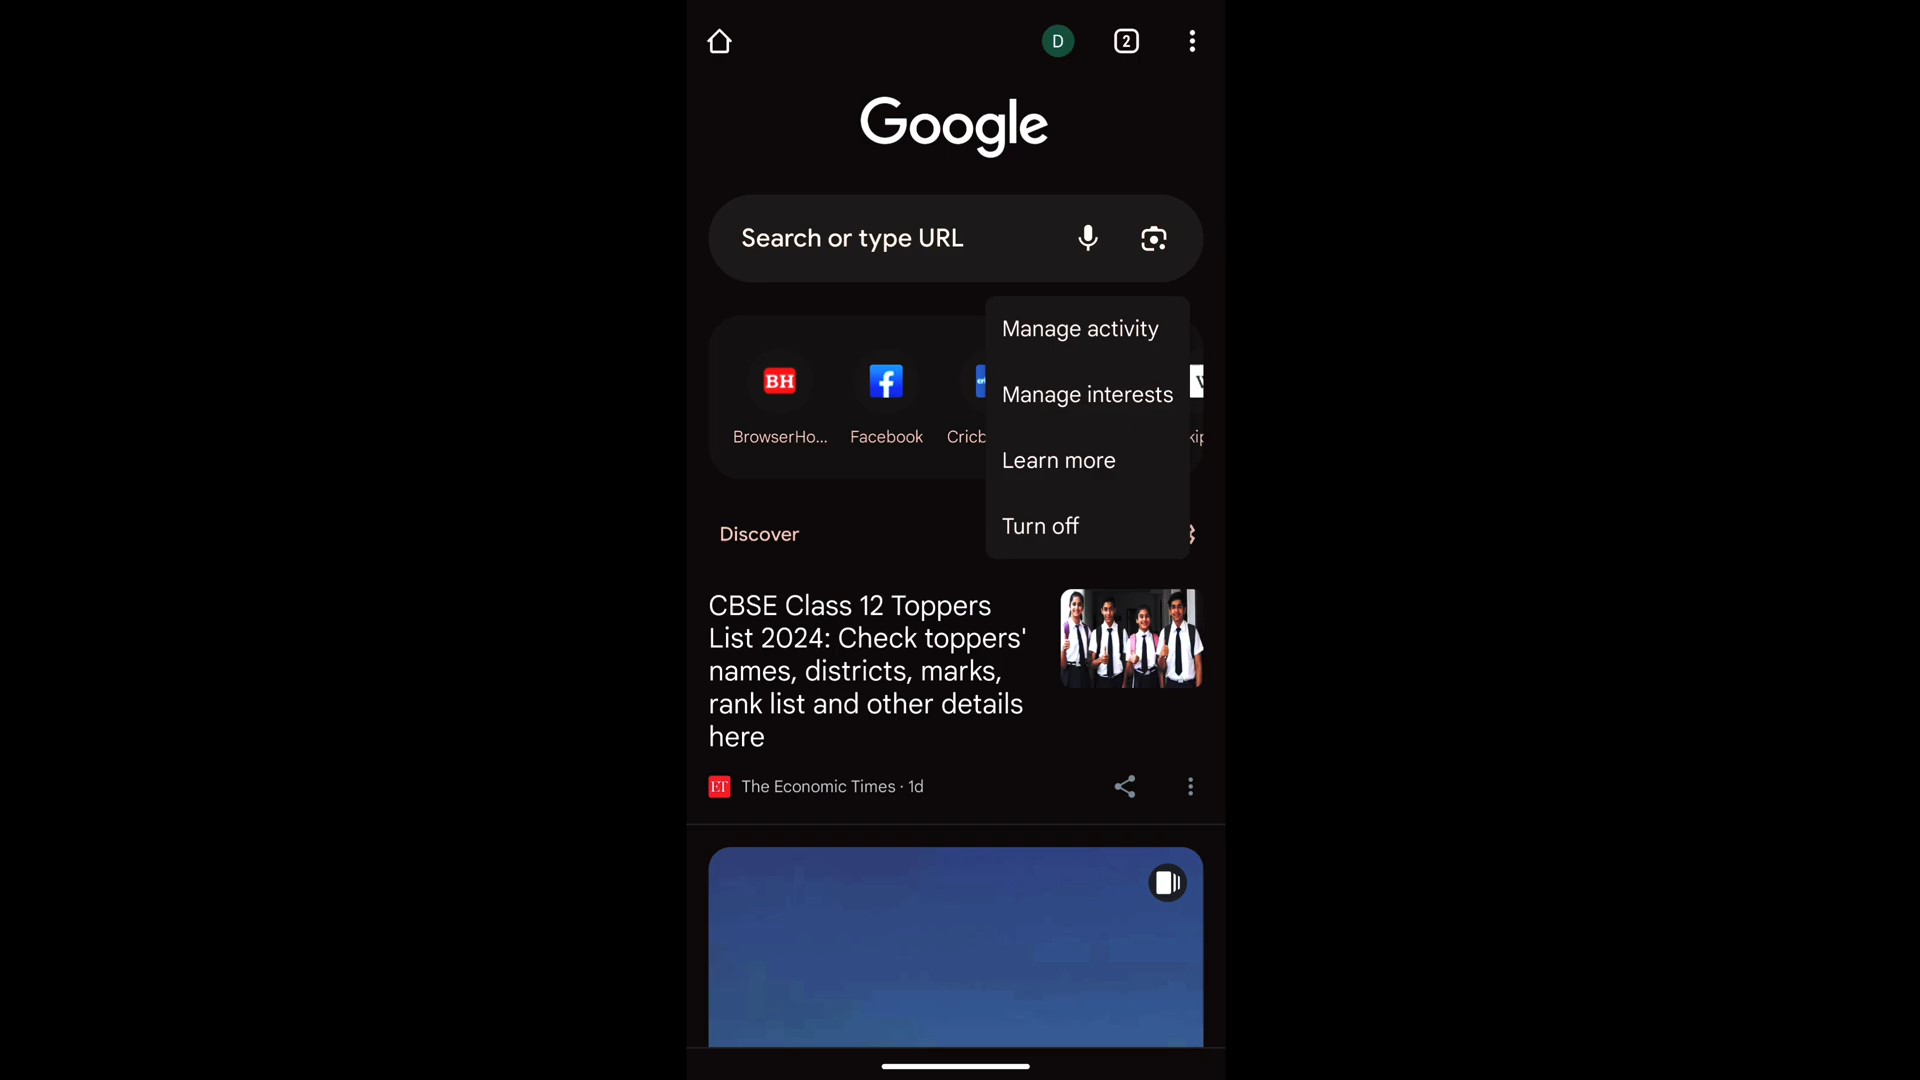 D
2
Google
Search or type URL
Manage activity
Manage interests
Learn more
Turn off
BH
BrowserHo...
Facebook
Cricb
Discover
CBSE Class 12 Toppers
List 2024: Check toppers'
names, districts, marks,
rank list and other details
here
ET
The Economic Times · 1d